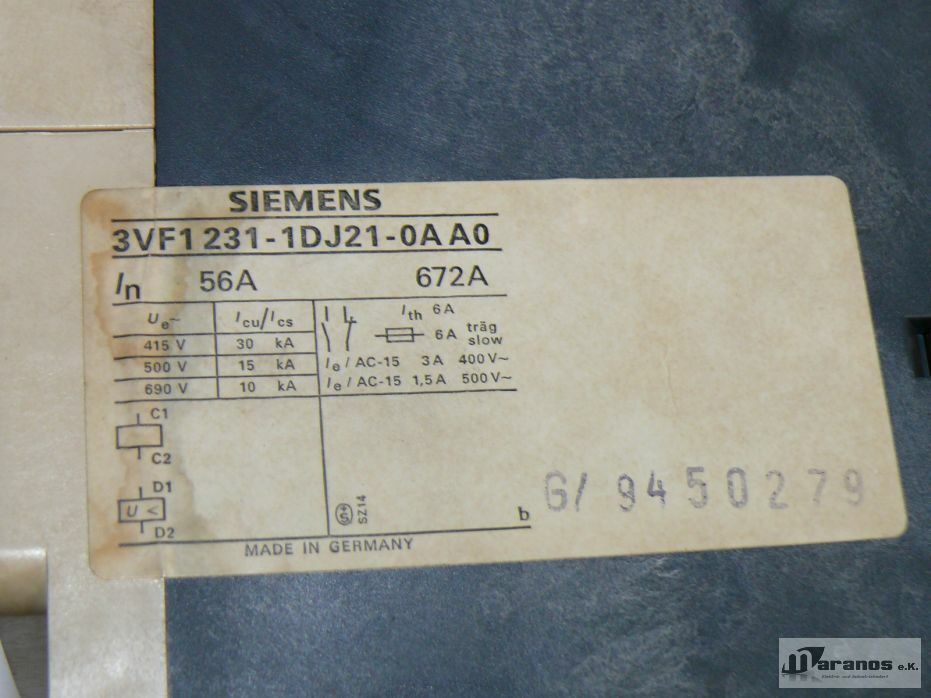 SIEMENS
3VF1231-1DJ21-0AA0
In 56A 672A
Ue~ Icu/Ics
415 V 30 kA
500 V 15 kA
690 V 10 kA
Ith 6A
6A träg
slow
Ie / AC-15 3A 400V~
Ie / AC-15 1,5A 500V~
C1
C2
D1
U <
D2
S
SZ14
b
G/ 9450279
MADE IN GERMANY
Maranos e.K.